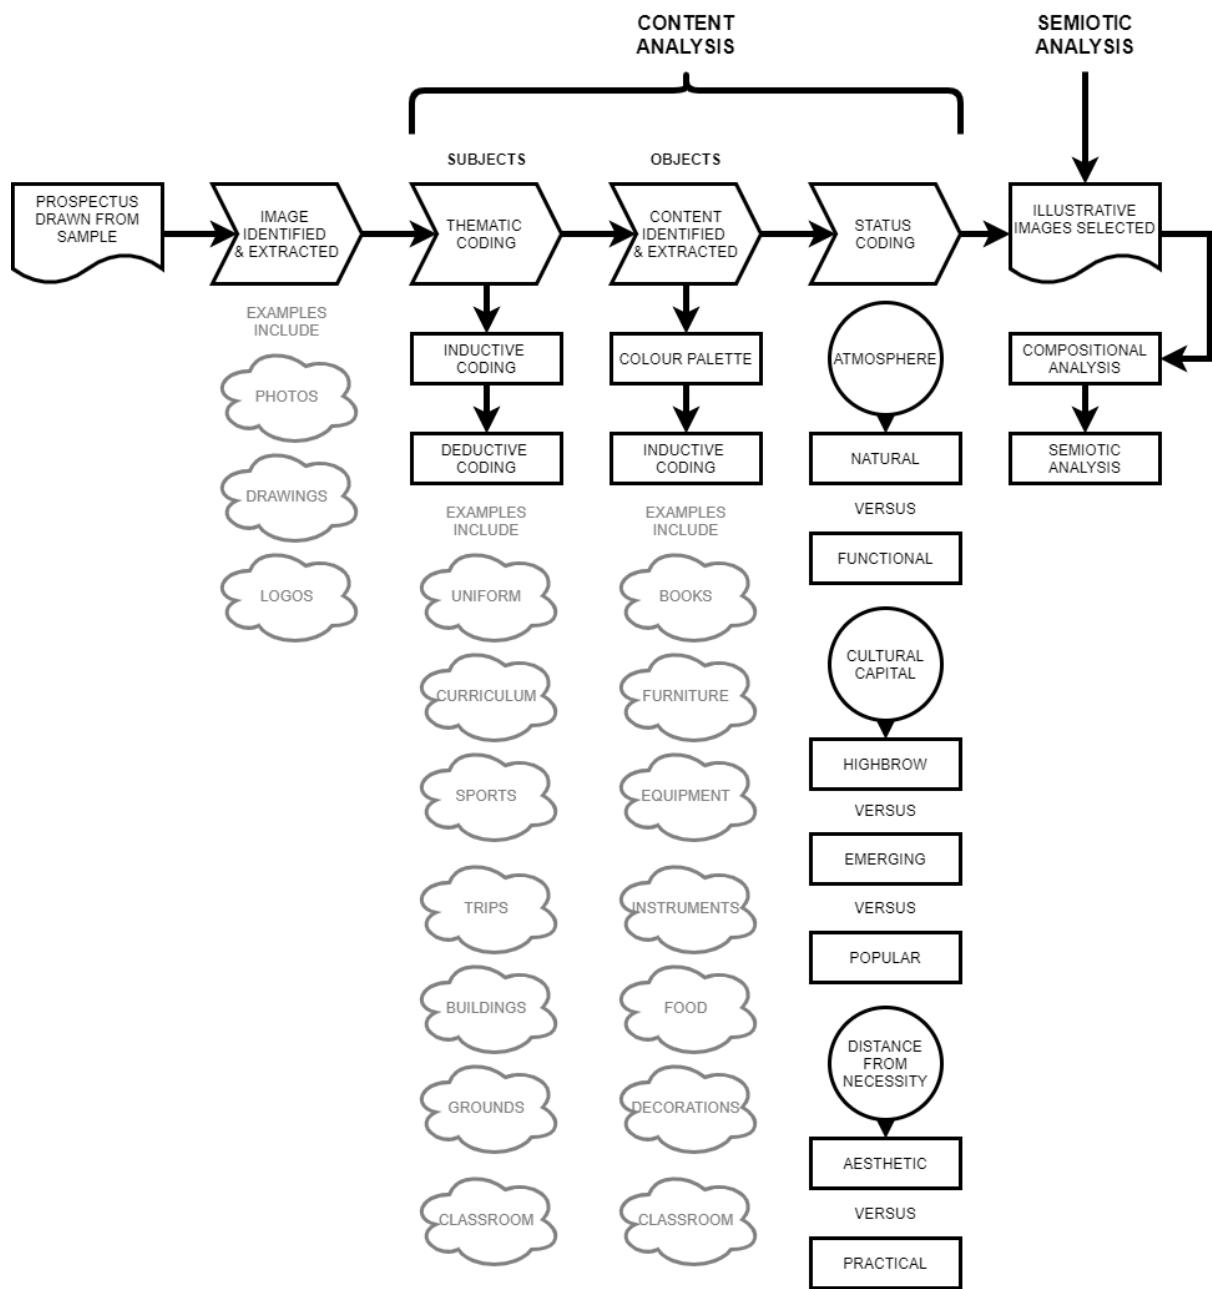 CONTENT
ANALYSIS
SEMIOTIC
ANALYSIS
SUBJECTS
OBJECTS
PROSPECTUS
DRAWN FROM
SAMPLE
IMAGE
IDENTIFIED
& EXTRACTED
THEMATIC
CODING
CONTENT
IDENTIFIED
& EXTRACTED
STATUS
CODING
ILLUSTRATIVE
IMAGES SELECTED
EXAMPLES
INCLUDE
PHOTOS
DRAWINGS
LOGOS
INDUCTIVE
CODING
DEDUCTIVE
CODING
EXAMPLES
INCLUDE
UNIFORM
CURRICULUM
SPORTS
TRIPS
BUILDINGS
GROUNDS
CLASSROOM
COLOUR PALETTE
INDUCTIVE
CODING
EXAMPLES
INCLUDE
BOOKS
FURNITURE
EQUIPMENT
INSTRUMENTS
FOOD
DECORATIONS
CLASSROOM
ATMOSPHERE
NATURAL
VERSUS
FUNCTIONAL
CULTURAL
CAPITAL
HIGHBROW
VERSUS
EMERGING
VERSUS
POPULAR
DISTANCE
FROM
NECESSITY
AESTHETIC
VERSUS
PRACTICAL
COMPOSITIONAL
ANALYSIS
SEMIOTIC
ANALYSIS